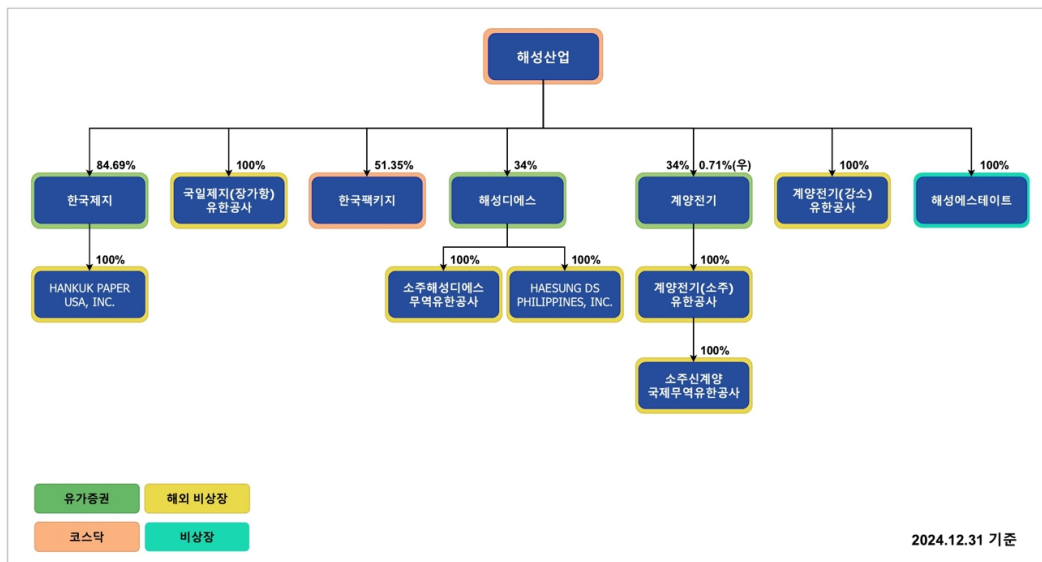 해성산업
84.69%
100%
51.35%
34%
34% 0.71%(우)
100%
100%
한국제지
국일제지(장가항)
유한공사
한국팩키지
해성디에스
계양전기
계양전기(강소)
유한공사
해성에스테이트
100%
100%
100%
100%
HANKUK PAPER
USA, INC.
소주해성디에스
무역유한공사
HAESUNG DS
PHILIPPINES, INC.
계양전기(소주)
유한공사
100%
소주신계양
국제무역유한공사
유가증권
해외 비상장
코스닥
비상장
2024.12.31 기준